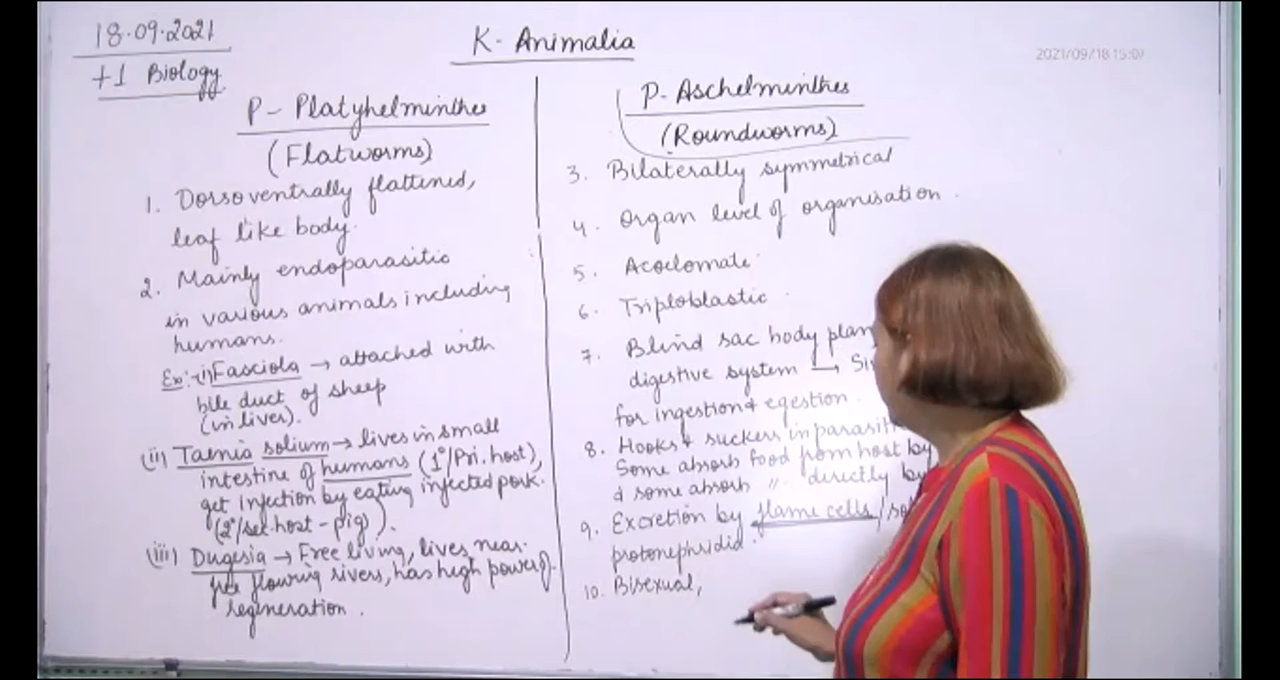 18.09.2021
+1 Biology
K- Animalia
2021/09/18 15:09
P- Platyhelminthes
(Flatworms)
1. Dorsoventrally flattened,
leaf like body.
2. Mainly endoparasitic
in various animals including
humans.
Ex:-(i) Fasciola → attached with
bile duct of sheep
(in liver).
(ii) Taenia solium → lives in small
intestine of humans (1°/Pri. host),
get injection by eating injected pork.
(2°/sec. host - pig).
(iii) Dugesia → Free living, lives near
free flowing rivers, has high power of
regeneration.
P- Aschelminthes
(Roundworms)
3. Bilaterally symmetrical
4. Organ level of organisation.
5. Acoelomate.
6. Triploblastic.
7. Blind sac body plan
digestive system →
for ingestion & egestion.
8. Hooks & suckers in
Some absorb food from host by
& some absorb 〃 directly by
9. Excretion by flame cells/
protonephridia.
10. Bisexual,